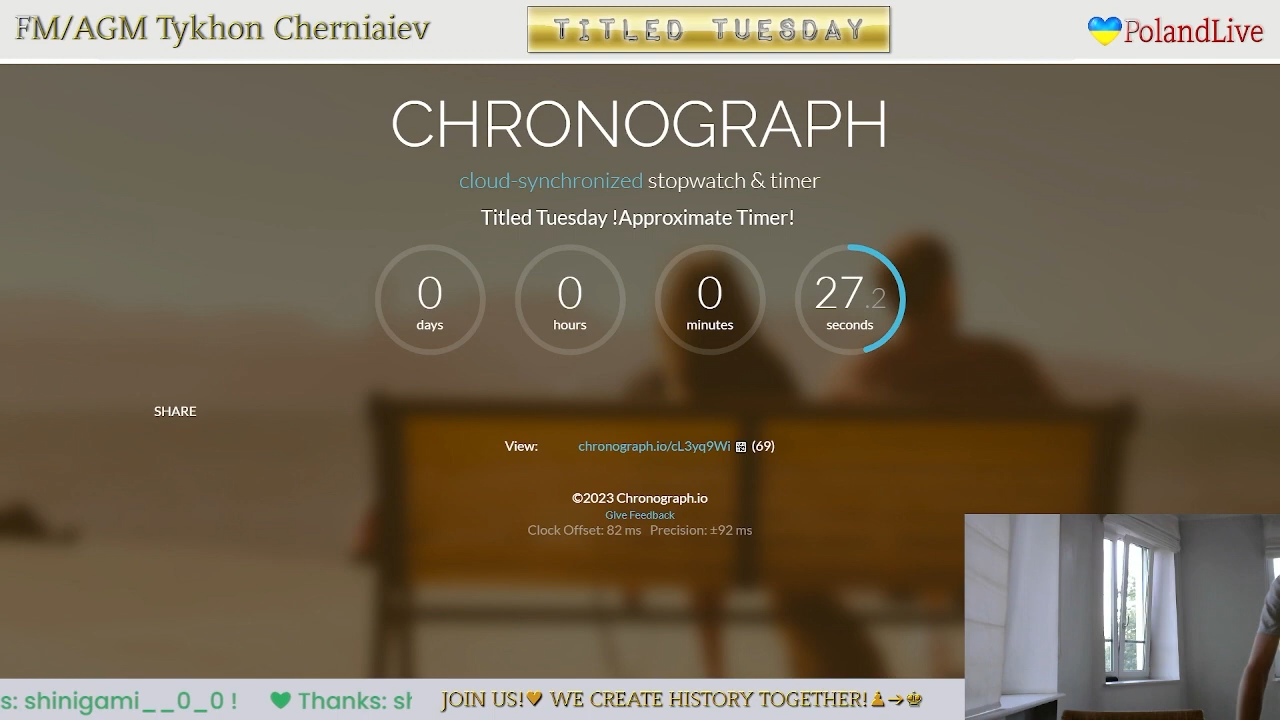 FM/AGM Tykhon Cherniaiev
TITLED TUESDAY
PolandLive
CHRONOGRAPH
cloud-synchronized stopwatch & timer
Titled Tuesday !Approximate Timer!
0 days
0 hours
0 minutes
27.2 seconds
SHARE
View: chronograph.io/cL3yq9Wi (69)
©2023 Chronograph.io
Give Feedback
Clock Offset: 82 ms Precision: ±92 ms
s: shinigami__0_0 ! Thanks: sh
JOIN US! WE CREATE HISTORY TOGETHER!